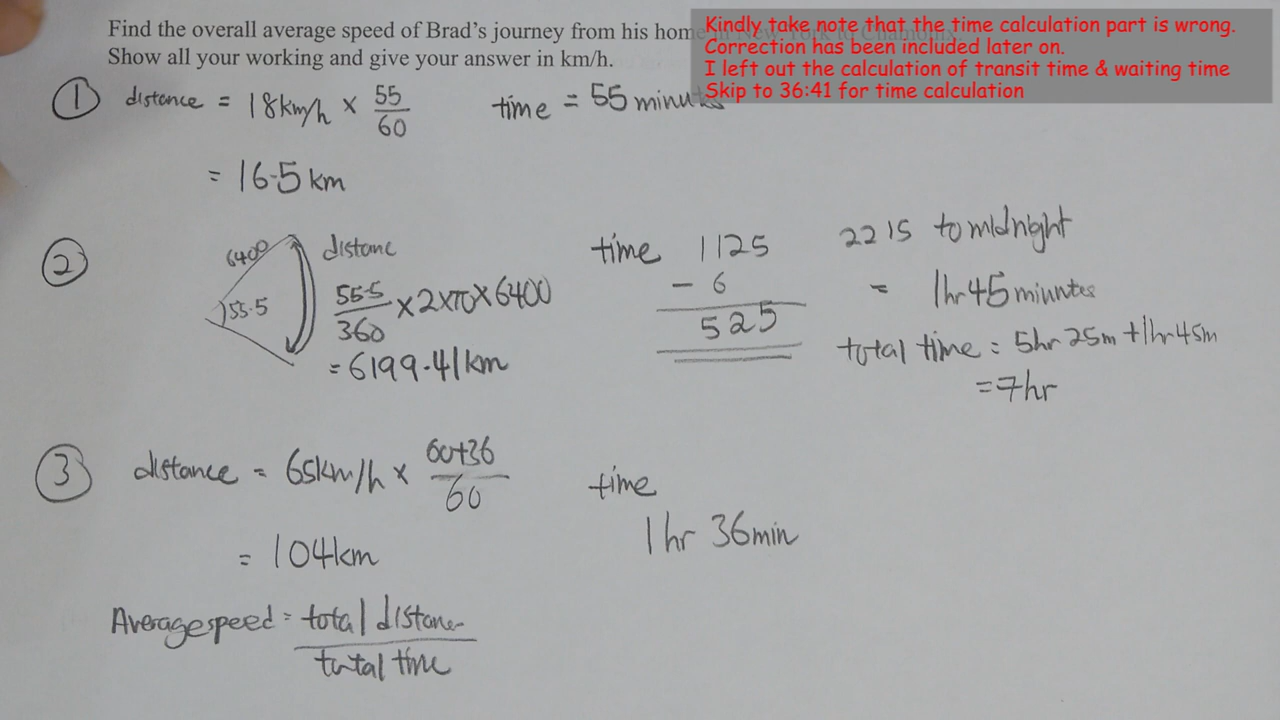 Find the overall average speed of Brad's journey from his home
Show all your working and give your answer in km/h.
Kindly take note that the time calculation part is wrong.
Correction has been included later on.
I left out the calculation of transit time & waiting time
Skip to 36:41 for time calculation
1 distance = 18km/h × 55/60 time = 55 minutes
= 16.5 km
2 6400 55.5 distanc
55.5/360 ×2×π×6400
= 6199.41km
time 1125
- 6
525
2215 to midnight
= 1hr 45 miunutes
total time = 5hr 25m + 1hr 45m
= 7hr
3 distance = 65km/h × 60+36/60
= 104km
time
1hr 36min
Average speed = total distane
total time